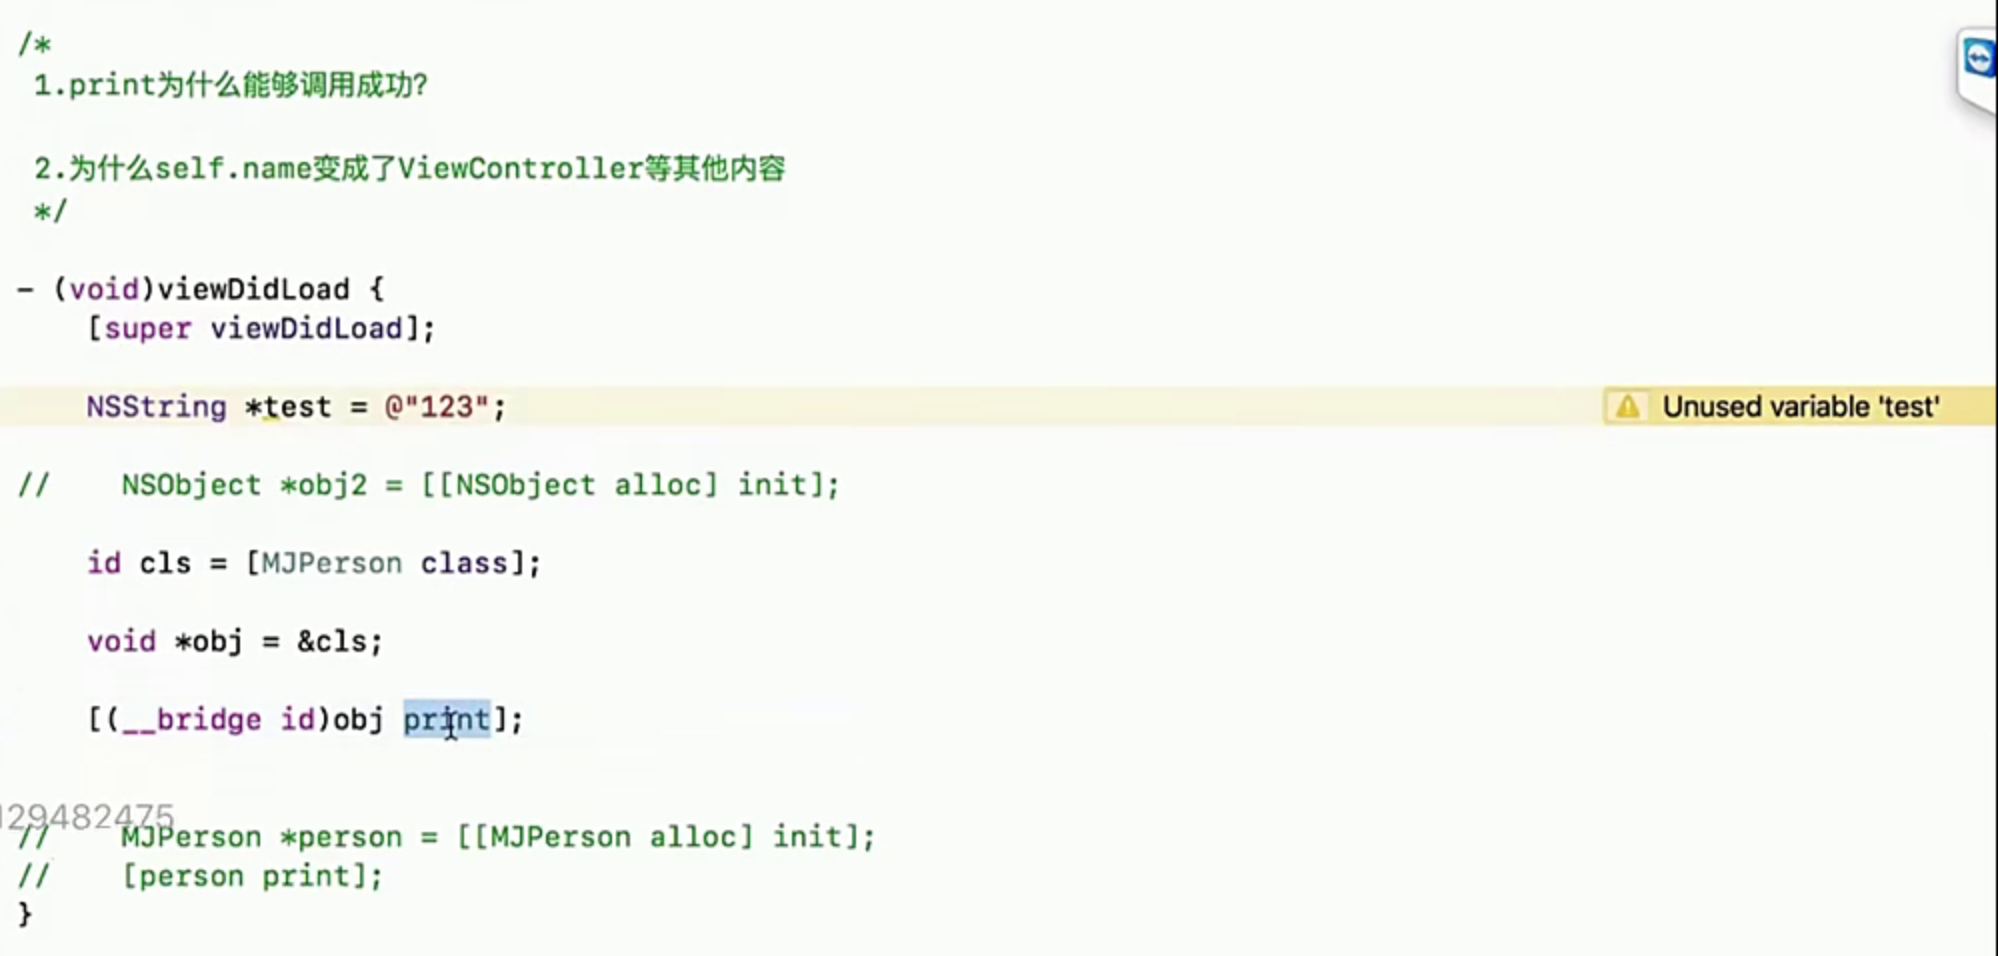 /*
1.print为什么能够调用成功?
2.为什么self.name变成了ViewController等其他内容
*/
- (void)viewDidLoad {
[super viewDidLoad];
NSString *test = @"123";
Unused variable 'test'
// NSObject *obj2 = [[NSObject alloc] init];
id cls = [MJPerson class];
void *obj = &cls;
[(__bridge id)obj print];
129482475
// MJPerson *person = [[MJPerson alloc] init];
// [person print];
}